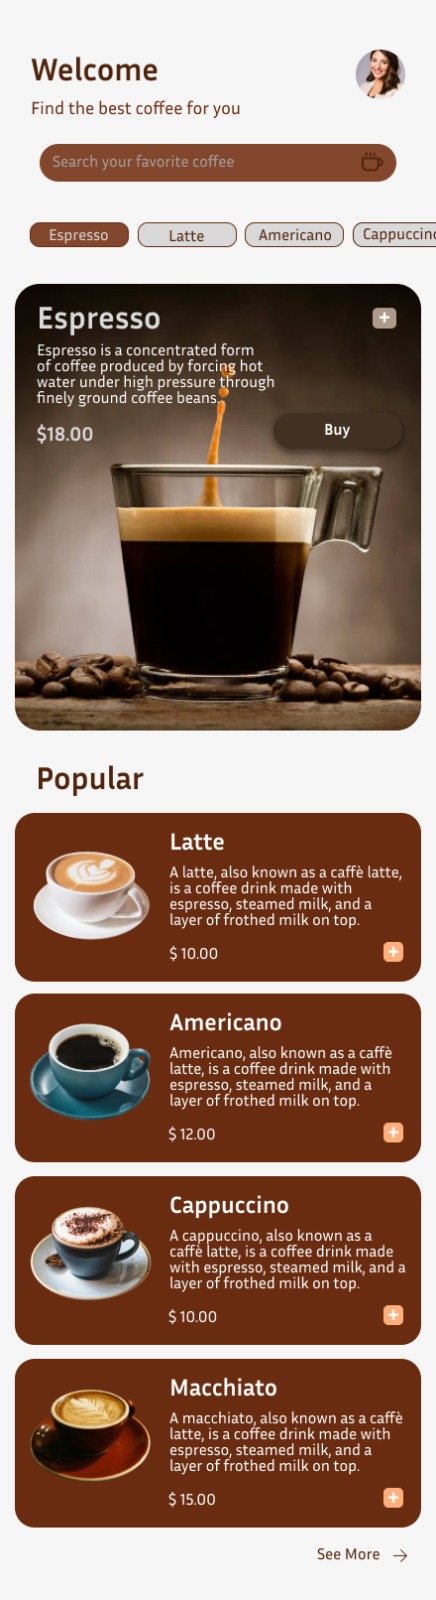 Welcome
Find the best coffee for you
Search your favorite coffee
Espresso
Latte
Americano
Cappuccino
Espresso
Espresso is a concentrated form
of coffee produced by forcing hot
water under high pressure through
finely ground coffee beans.
$18.00
Buy
Popular
Latte
A latte, also known as a caffè latte,
is a coffee drink made with
espresso, steamed milk, and a
layer of frothed milk on top.
$ 10.00
Americano
Americano, also known as a caffè
latte, is a coffee drink made with
espresso, steamed milk, and a
layer of frothed milk on top.
$ 12.00
Cappuccino
A cappuccino, also known as a
caffè latte, is a coffee drink made
with espresso, steamed milk, and a
layer of frothed milk on top.
$ 10.00
Macchiato
A macchiato, also known as a caffè
latte, is a coffee drink made with
espresso, steamed milk, and a
layer of frothed milk on top.
$ 15.00
See More